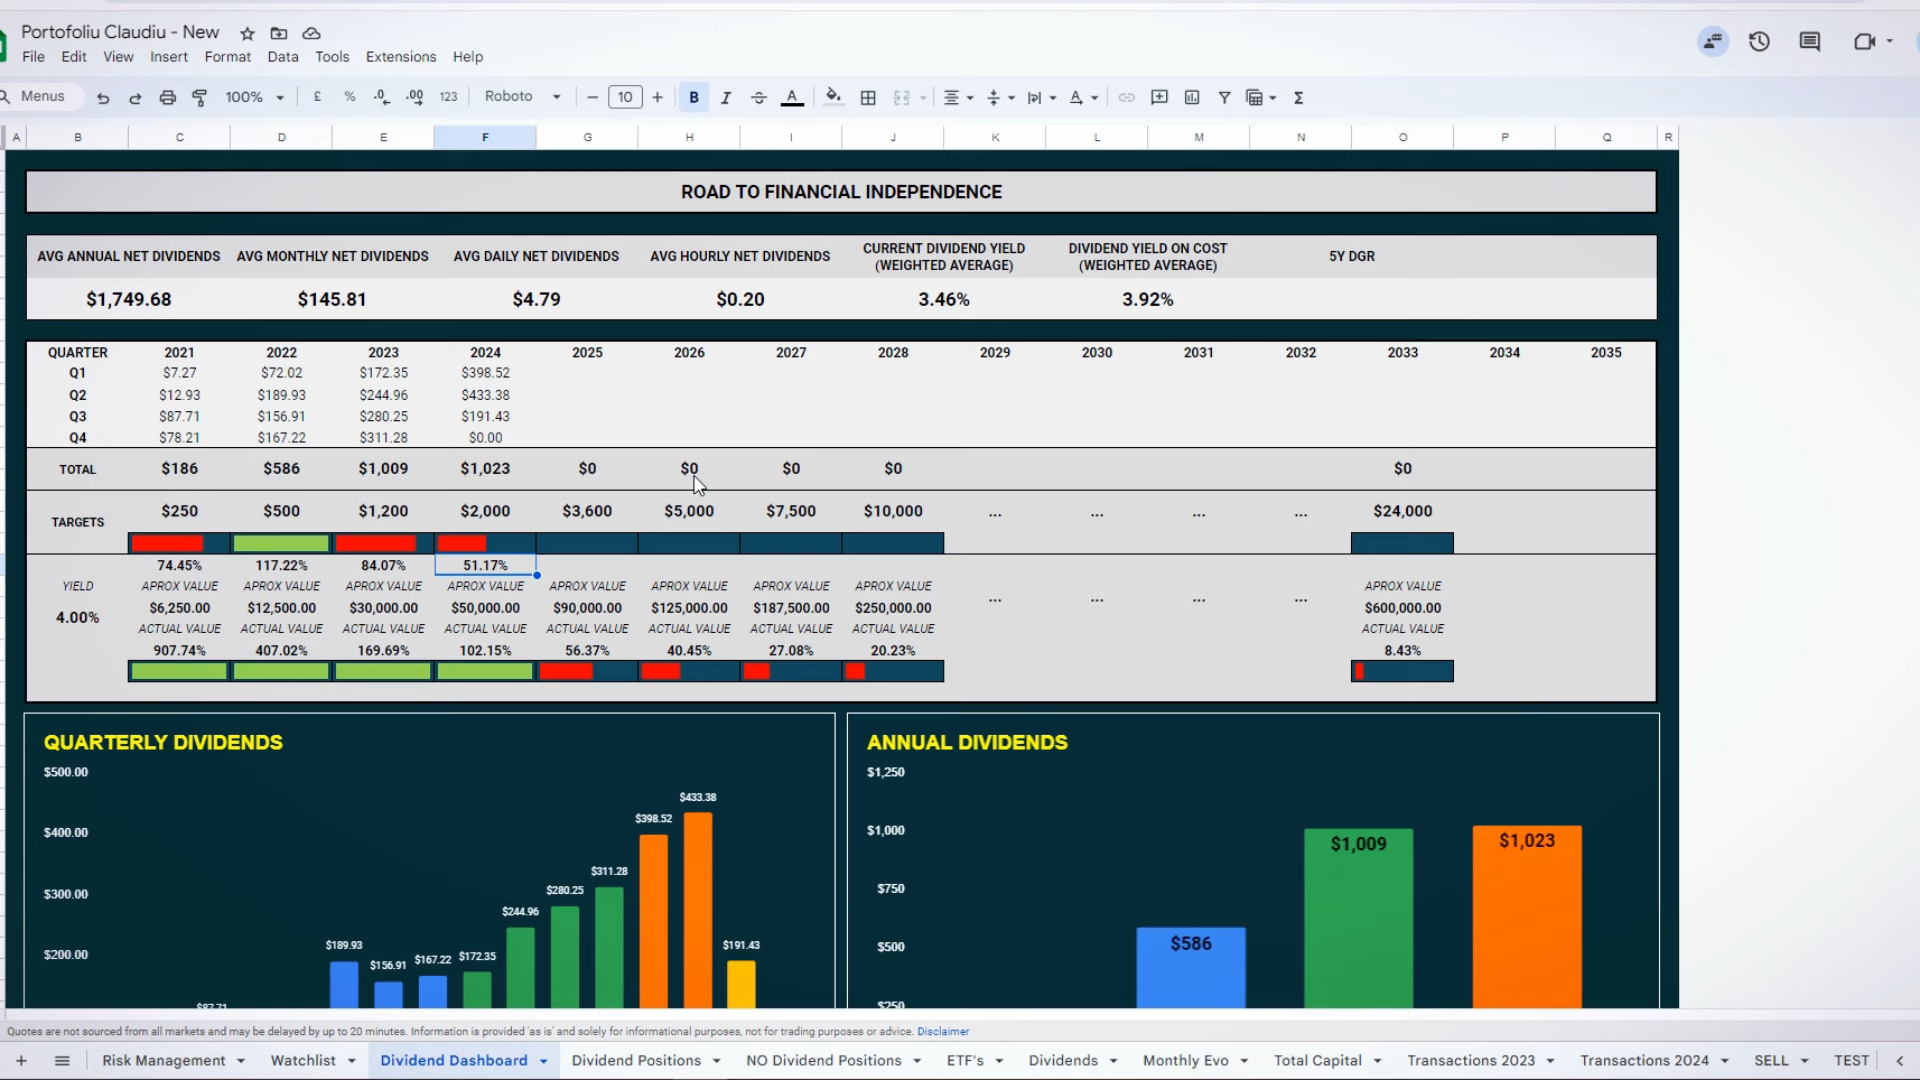 Portofoliu Claudiu - New
File Edit View Insert Format Data Tools Extensions Help
Menus 100% £ % .0 .00 123 Roboto 10 B I A Σ
A B C D E F G H I J K L M N O P Q R
ROAD TO FINANCIAL INDEPENDENCE
AVG ANNUAL NET DIVIDENDS AVG MONTHLY NET DIVIDENDS AVG DAILY NET DIVIDENDS AVG HOURLY NET DIVIDENDS CURRENT DIVIDEND YIELD (WEIGHTED AVERAGE) DIVIDEND YIELD ON COST (WEIGHTED AVERAGE) 5Y DGR
$1,749.68 $145.81 $4.79 $0.20 3.46% 3.92%
QUARTER 2021 2022 2023 2024 2025 2026 2027 2028 2029 2030 2031 2032 2033 2034 2035
Q1 $7.27 $72.02 $172.35 $398.52
Q2 $12.93 $189.93 $244.96 $433.38
Q3 $87.71 $156.91 $280.25 $191.43
Q4 $78.21 $167.22 $311.28 $0.00
TOTAL $186 $586 $1,009 $1,023 $0 $0 $0 $0 $0
TARGETS $250 $500 $1,200 $2,000 $3,600 $5,000 $7,500 $10,000 ... ... ... ... $24,000
74.45% 117.22% 84.07% 51.17%
YIELD APROX VALUE APROX VALUE APROX VALUE APROX VALUE APROX VALUE APROX VALUE APROX VALUE APROX VALUE ... ... ... ... APROX VALUE
4.00% $6,250.00 $12,500.00 $30,000.00 $50,000.00 $90,000.00 $125,000.00 $187,500.00 $250,000.00 $600,000.00
ACTUAL VALUE ACTUAL VALUE ACTUAL VALUE ACTUAL VALUE ACTUAL VALUE ACTUAL VALUE ACTUAL VALUE ACTUAL VALUE ACTUAL VALUE
907.74% 407.02% 169.69% 102.15% 56.37% 40.45% 27.08% 20.23% 8.43%
QUARTERLY DIVIDENDS
$500.00
$400.00
$300.00
$200.00
$87.71
$189.93
$156.91
$167.22
$172.35
$244.96
$280.25
$311.28
$398.52
$433.38
$191.43
ANNUAL DIVIDENDS
$1,250
$1,000
$750
$500
$250
$586
$1,009
$1,023
Quotes are not sourced from all markets and may be delayed by up to 20 minutes. Information is provided 'as is' and solely for informational purposes, not for trading purposes or advice. Disclaimer
Risk Management Watchlist Dividend Dashboard Dividend Positions NO Dividend Positions ETF's Dividends Monthly Evo Total Capital Transactions 2023 Transactions 2024 SELL TEST